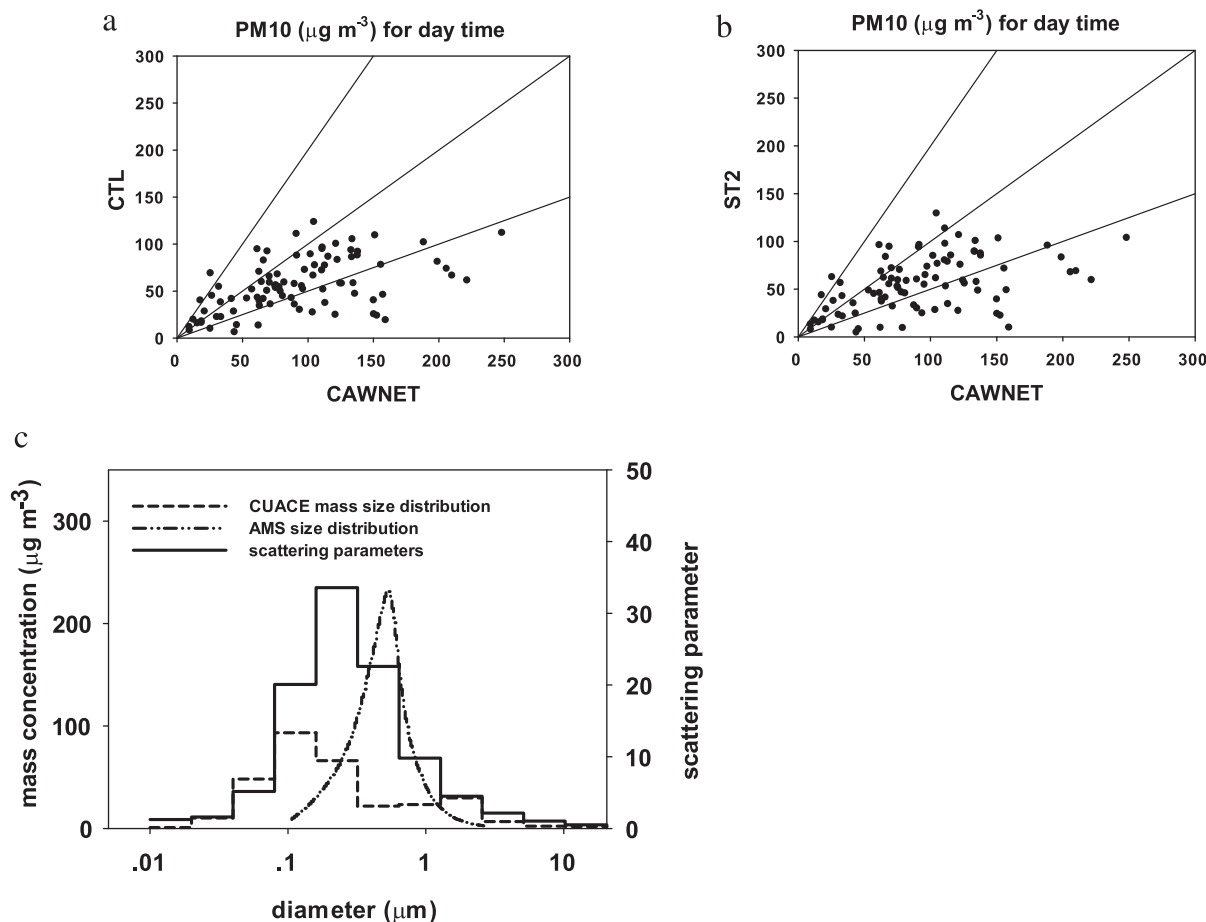 a
PM10 (μg m-3) for day time
300
250
200
150
100
50
0
CTL
0 50 100 150 200 250 300
CAWNET
b
PM10 (μg m-3) for day time
300
250
200
150
100
50
0
ST2
0 50 100 150 200 250 300
CAWNET
c
CUACE mass size distribution
AMS size distribution
scattering parameters
mass concentration (μg m-3)
300
200
100
0
50
40
30
20
10
0
scattering parameter
.01 .1 1 10
diameter (μm)